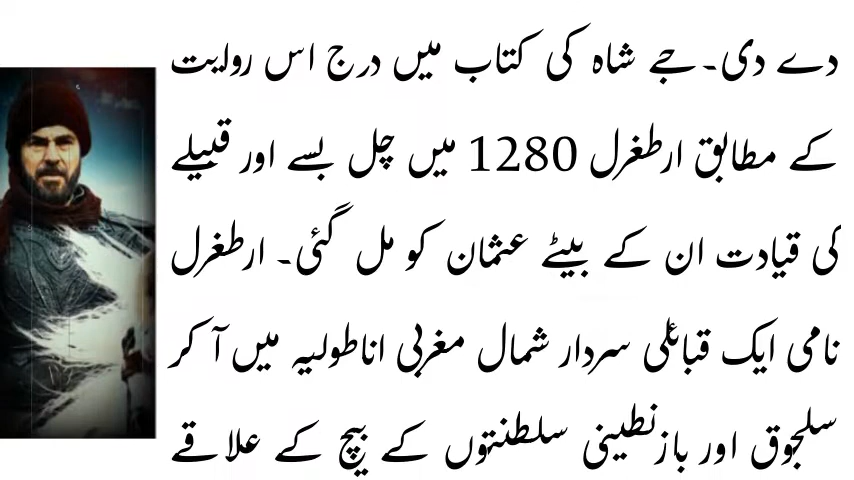 دے دی۔ جے شاہ کی کتاب میں درج اس روایت
کے مطابق ارطغرل 1280 میں چل بسے اور قبیلے
کی قیادت ان کے بیٹے عثمان کو مل گئی۔ ارطغرل
نامی ایک قبائلی سردار شمال مغربی اناطولیہ میں آ کر
سلجوق اور بازنطینی سلطنتوں کے بیچ کے علاقے